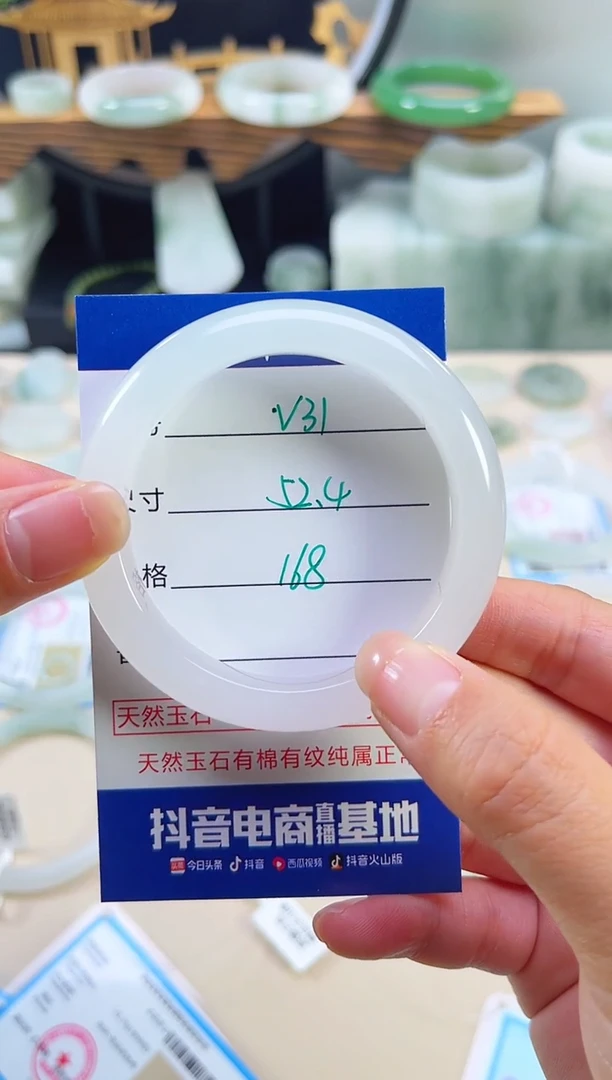 V31
寸 52.4
格 168
天然玉石
天然玉石有棉有纹纯属正
抖音电商直播基地
今日头条 抖音 西瓜视频 抖音火山版